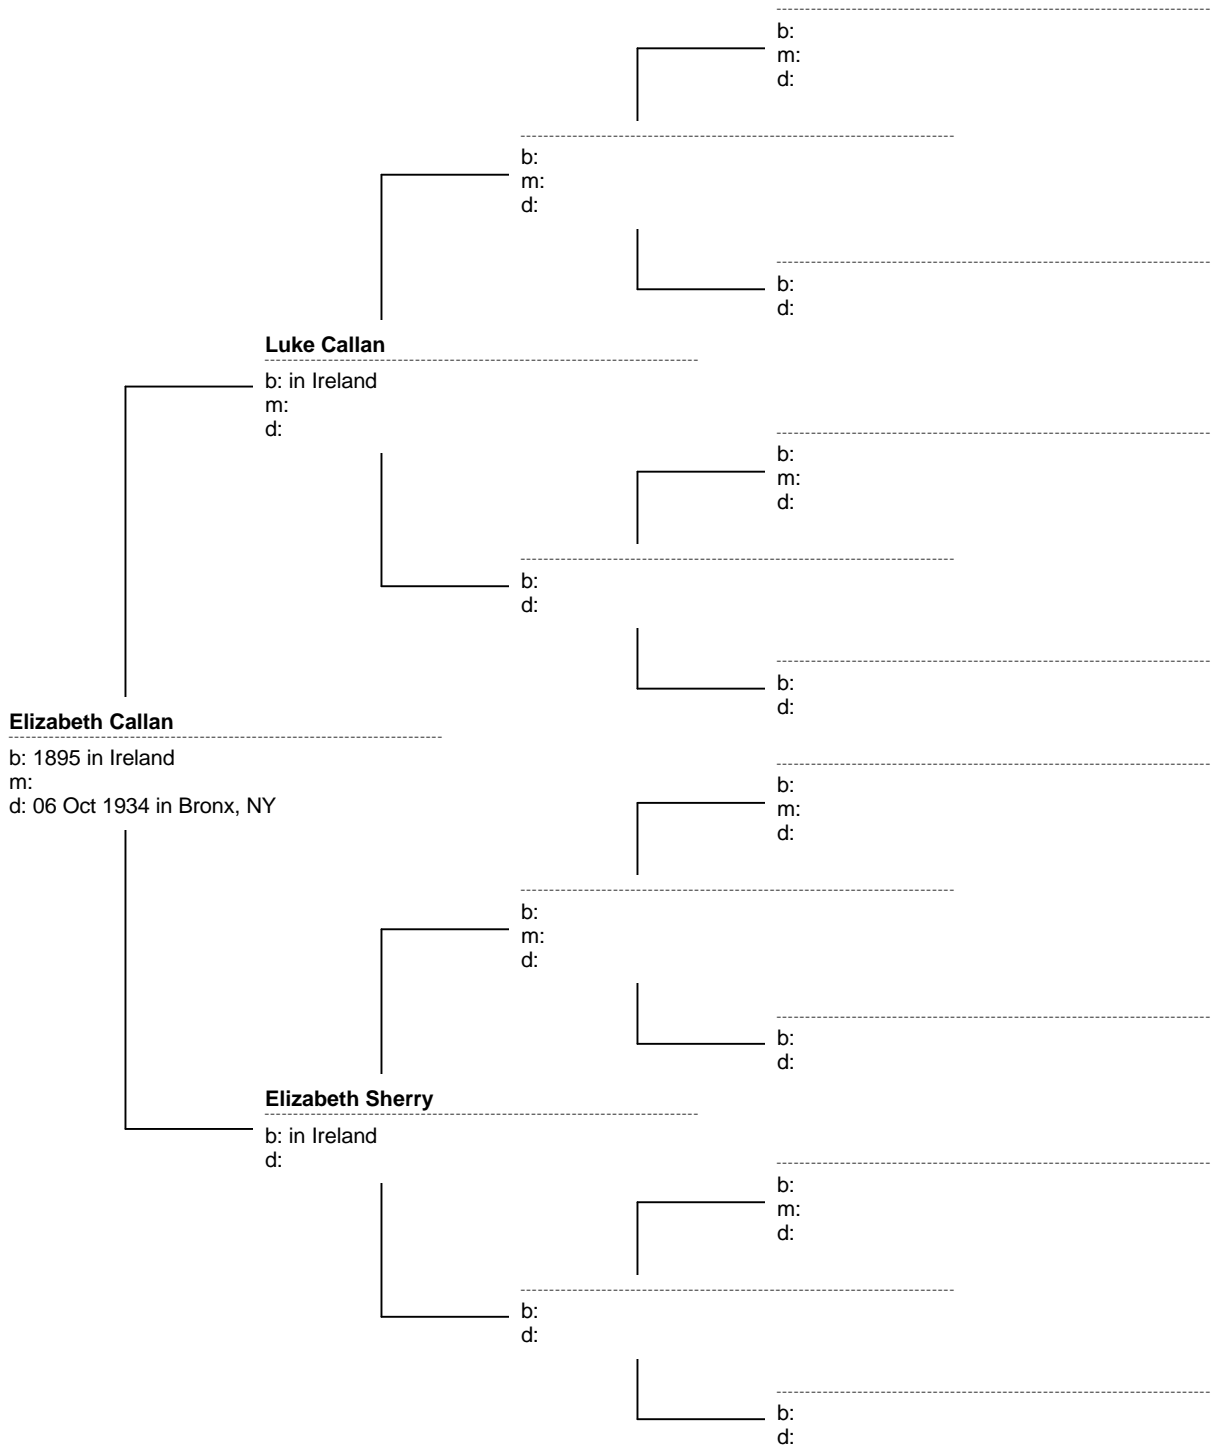 b:
m:
d:
b:
m:
d:
b:
d:
Luke Callan
b: in Ireland
m:
d:
b:
m:
d:
b:
d:
b:
d:
Elizabeth Callan
b: 1895 in Ireland
m:
d: 06 Oct 1934 in Bronx, NY
b:
m:
d:
b:
m:
d:
b:
d:
Elizabeth Sherry
b: in Ireland
d:
b:
m:
d:
b:
d:
b:
d: